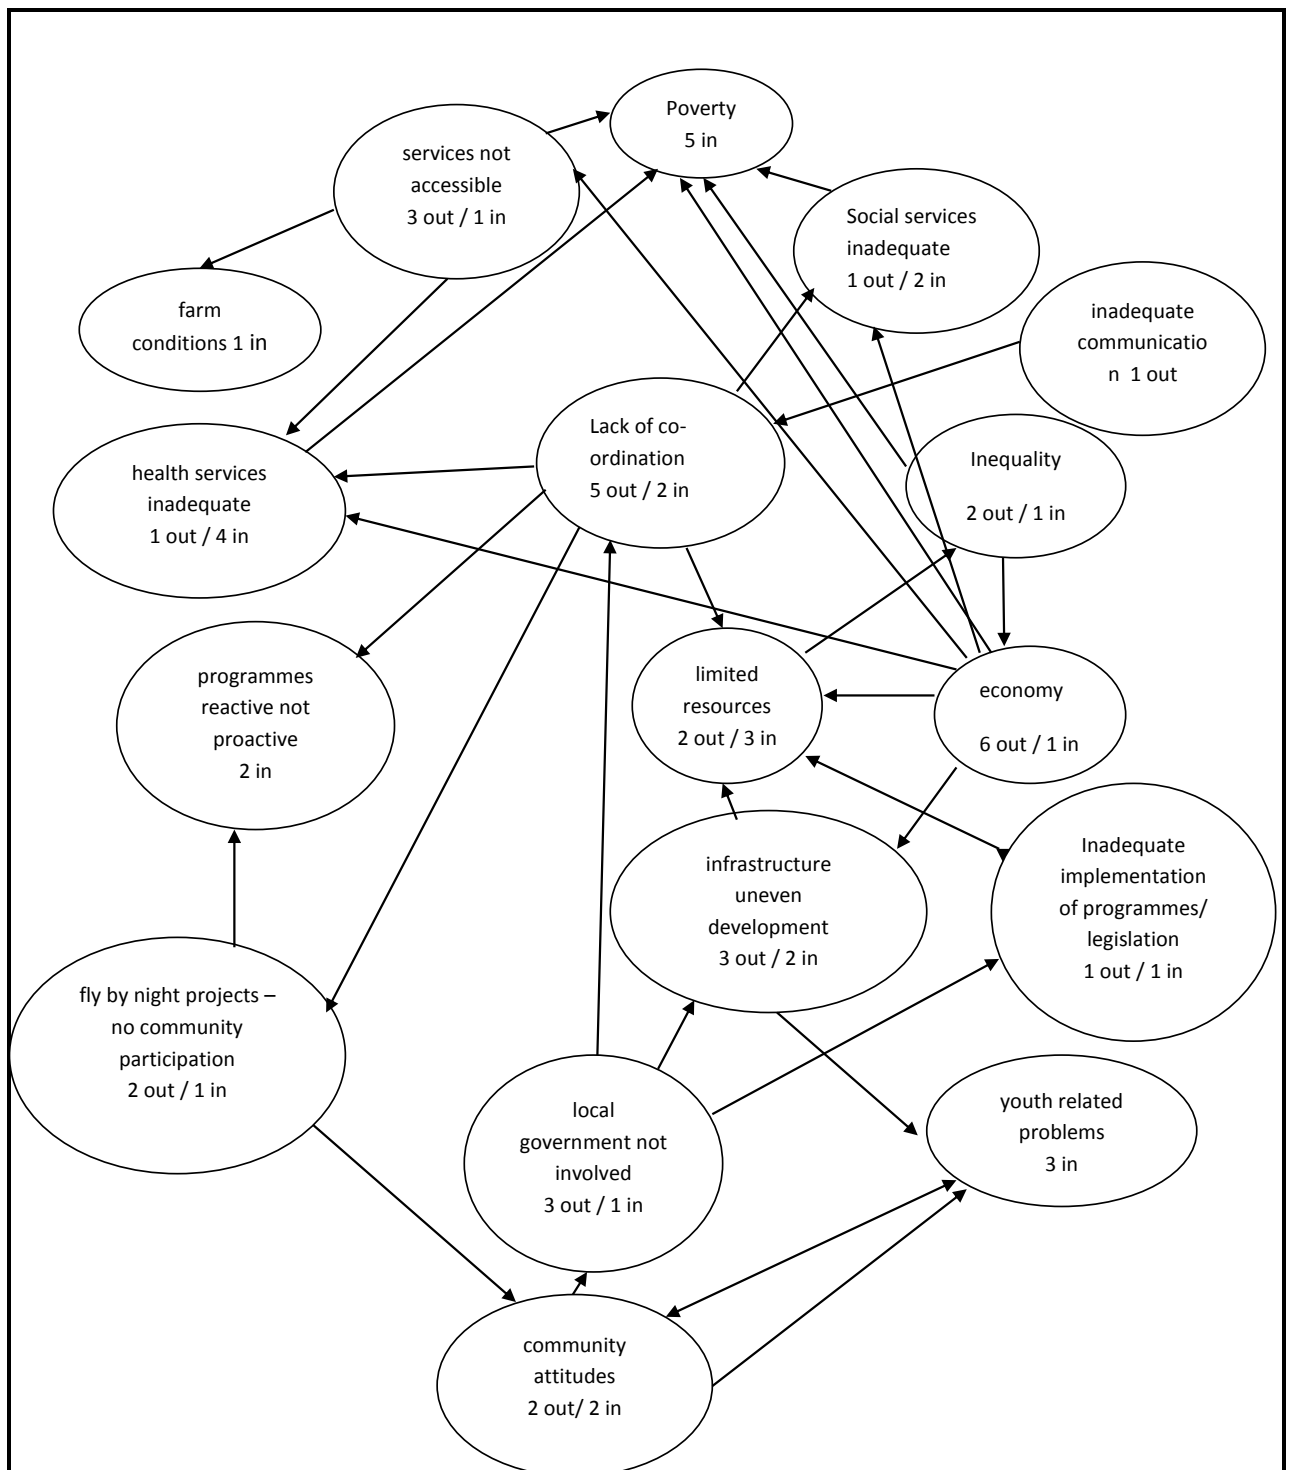 Poverty
5 in
services not
accessible
3 out / 1 in
Social services
inadequate
1 out / 2 in
farm
conditions 1 in
inadequate
communicatio
n 1 out
Lack of co-
ordination
5 out / 2 in
Inequality
2 out / 1 in
health services
inadequate
1 out / 4 in
programmes
reactive not
proactive
2 in
limited
resources
2 out / 3 in
economy
6 out / 1 in
infrastructure
uneven
development
3 out / 2 in
Inadequate
implementation
of programmes/
legislation
1 out / 1 in
fly by night projects –
no community
participation
2 out / 1 in
local
government not
involved
3 out / 1 in
youth related
problems
3 in
community
attitudes
2 out/ 2 in